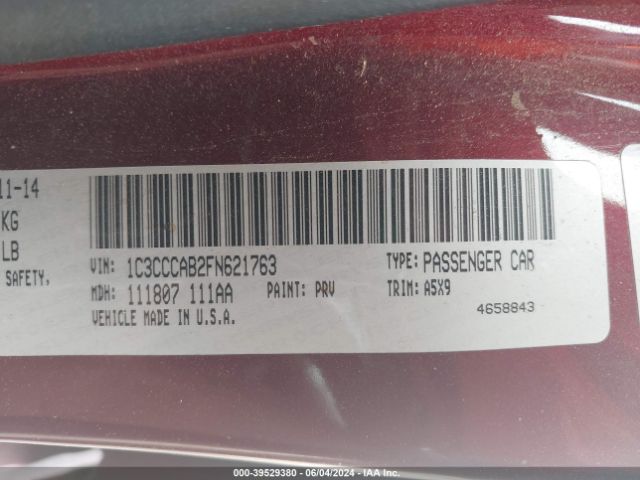 11-14
KG
LB
SAFETY,
VIN: 1C3CCCAB2FN621763
TYPE: PASSENGER CAR
MDH: 111807 111AA
PAINT: PRV
TRIM: A5X9
VEHICLE MADE IN U.S.A.
4658843
000-39529380 - 06/04/2024 - IAA Inc.